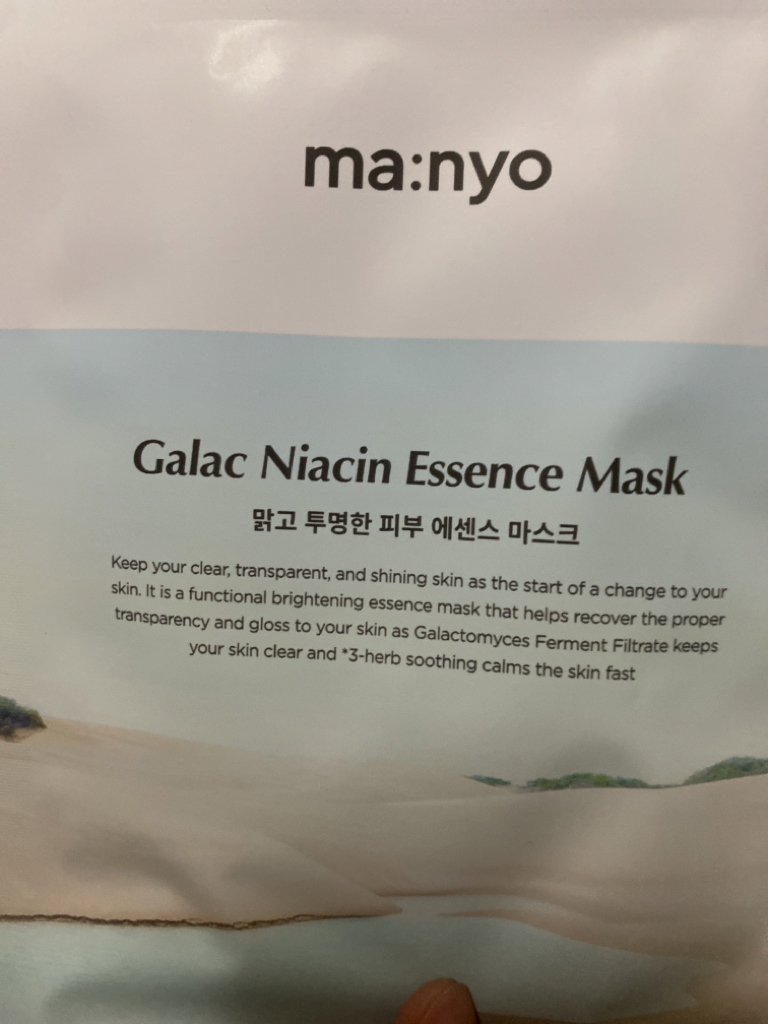 ma:nyo
Galac Niacin Essence Mask
맑고 투명한 피부 에센스 마스크
Keep your clear, transparent, and shining skin as the start of a change to your
skin. It is a functional brightening essence mask that helps recover the proper
transparency and gloss to your skin as Galactomyces Ferment Filtrate keeps
your skin clear and *3-herb soothing calms the skin fast